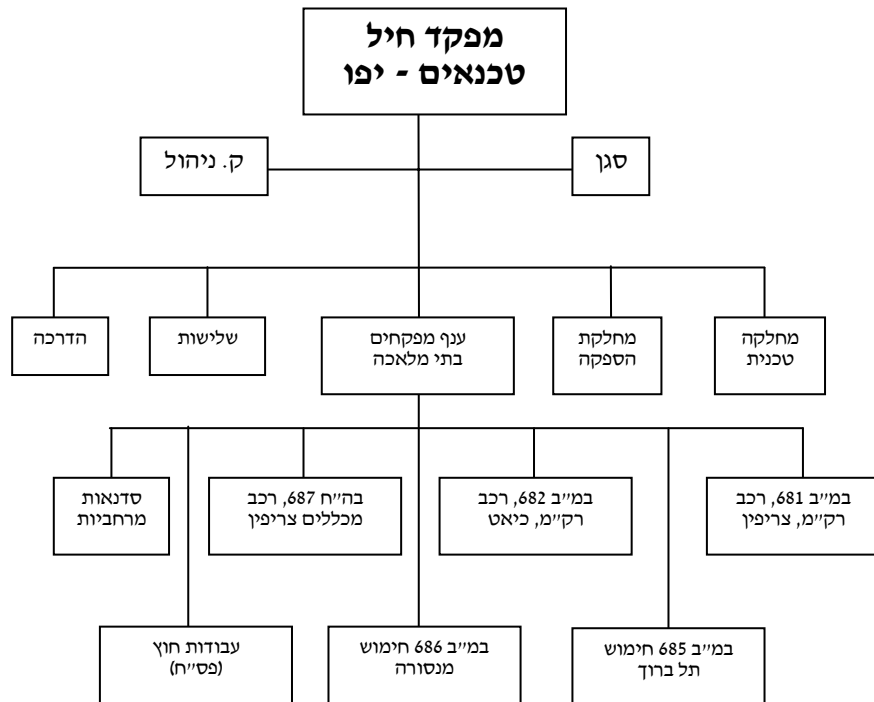 מפקד חיל
טכנאים - יפו
סגן
ק. ניהול
מחלקה
טכנית
מחלקת
הספקה
ענף מפקחים
בתי מלאכה
שלישות
הדרכה
במ״ב 681, רכב
רק״מ, צריפין
במ״ב 682, רכב
רק״מ, כיאט
בה״ח 687, רכב
מכללים צריפין
סדנאות
מרחביות
במ״ב 685 חימוש
תל ברוך
במ״ב 686 חימוש
מנסורה
עבודות חוץ
(פס״ח)